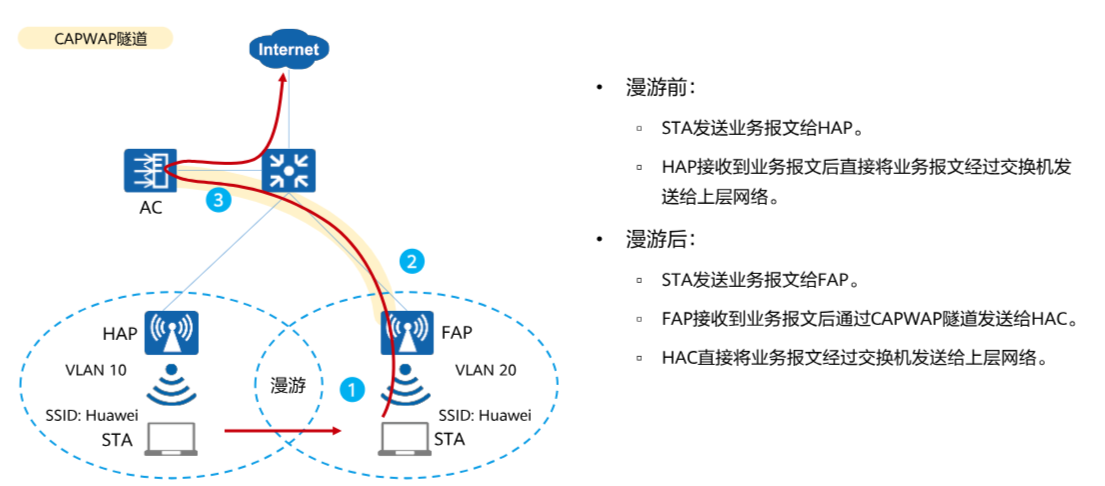 CAPWAP隧道
Internet
AC
3
2
HAP
FAP
VLAN 10
VLAN 20
漫游
1
SSID: Huawei
SSID: Huawei
STA
STA
• 漫游前：
▫ STA发送业务报文给HAP。
▫ HAP接收到业务报文后直接将业务报文经过交换机发
送给上层网络。
• 漫游后：
▫ STA发送业务报文给FAP。
▫ FAP接收到业务报文后通过CAPWAP隧道发送给HAC。
▫ HAC直接将业务报文经过交换机发送给上层网络。